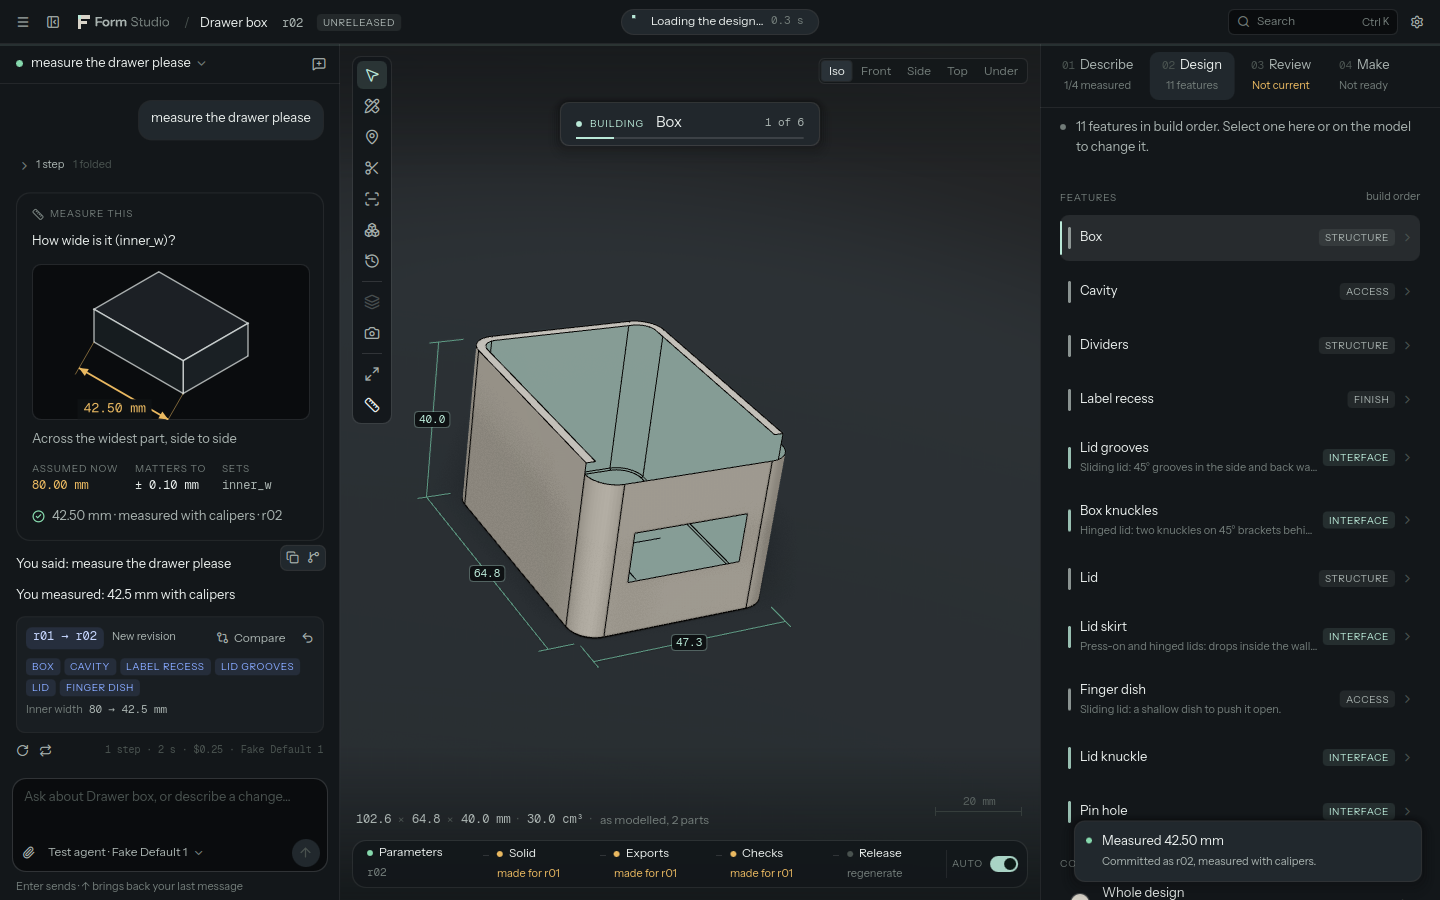 Form Studio / Drawer box r02 UNRELEASED
Loading the design... 0.3 s
Search Ctrl K
measure the drawer please
measure the drawer please
1 step 1 folded
MEASURE THIS
How wide is it (inner_w)?
42.50 mm
Across the widest part, side to side
ASSUMED NOW MATTERS TO SETS
80.00 mm ± 0.10 mm inner_w
42.50 mm · measured with calipers · r02
You said: measure the drawer please
You measured: 42.5 mm with calipers
r01 → r02 New revision Compare
BOX CAVITY LABEL RECESS LID GROOVES
LID FINGER DISH
Inner width 80 → 42.5 mm
1 step · 2 s · $0.25 · Fake Default 1
Ask about Drawer box, or describe a change...
Test agent · Fake Default 1
Enter sends · ↑ brings back your last message
Iso Front Side Top Under
BUILDING Box 1 of 6
40.0
64.8
47.3
20 mm
102.6 × 64.8 × 40.0 mm · 30.0 cm³ · as modelled, 2 parts
Parameters Solid Exports Checks Release
r02 made for r01 made for r01 made for r01 regenerate
AUTO
01 Describe 02 Design 03 Review 04 Make
1/4 measured 11 features Not current Not ready
11 features in build order. Select one here or on the model
to change it.
FEATURES build order
Box STRUCTURE
Cavity ACCESS
Dividers STRUCTURE
Label recess FINISH
Lid grooves INTERFACE
Sliding lid: 45° grooves in the side and back wa...
Box knuckles INTERFACE
Hinged lid: two knuckles on 45° brackets behi...
Lid STRUCTURE
Lid skirt INTERFACE
Press-on and hinged lids: drops inside the wall...
Finger dish ACCESS
Sliding lid: a shallow dish to push it open.
Lid knuckle INTERFACE
Pin hole INTERFACE
Measured 42.50 mm
Committed as r02, measured with calipers.
Whole design